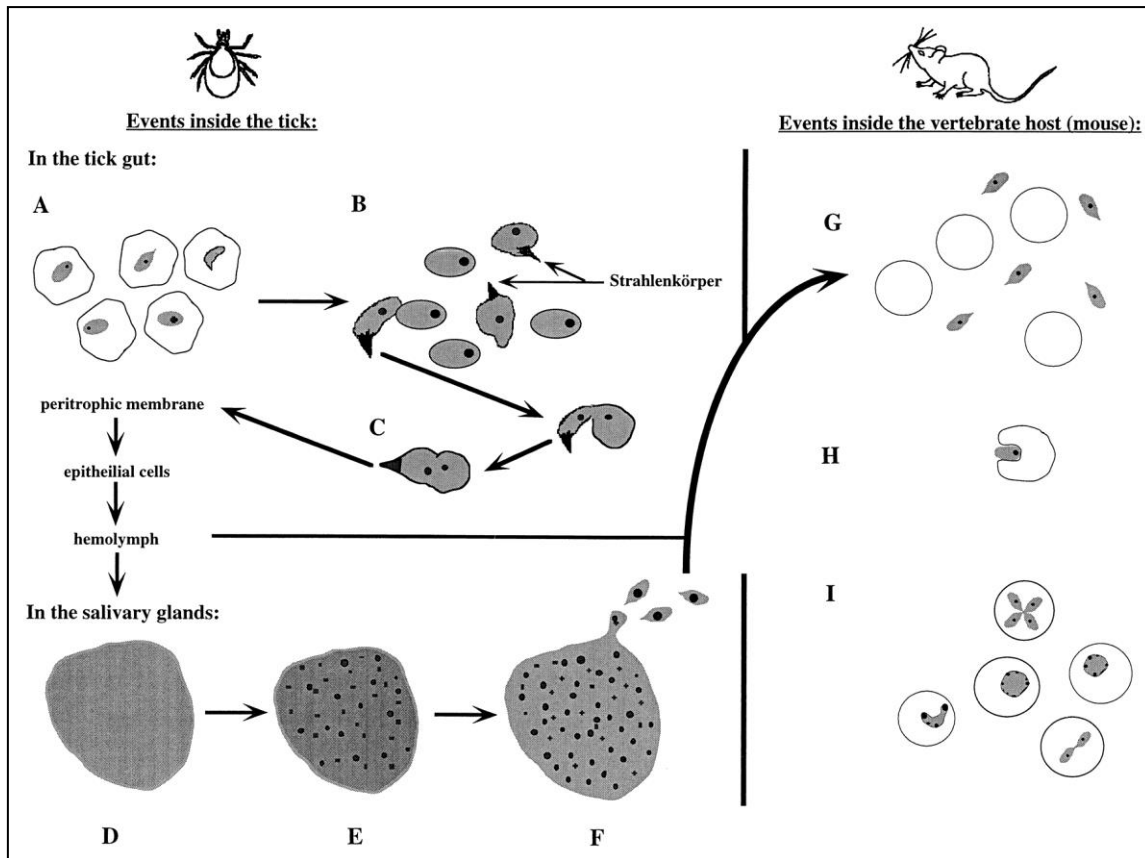 Events inside the tick:
In the tick gut:
A
B
Strahlenkörper
C
peritrophic membrane
epitheilial cells
hemolymph
In the salivary glands:
D
E
F
Events inside the vertebrate host (mouse):
G
H
I